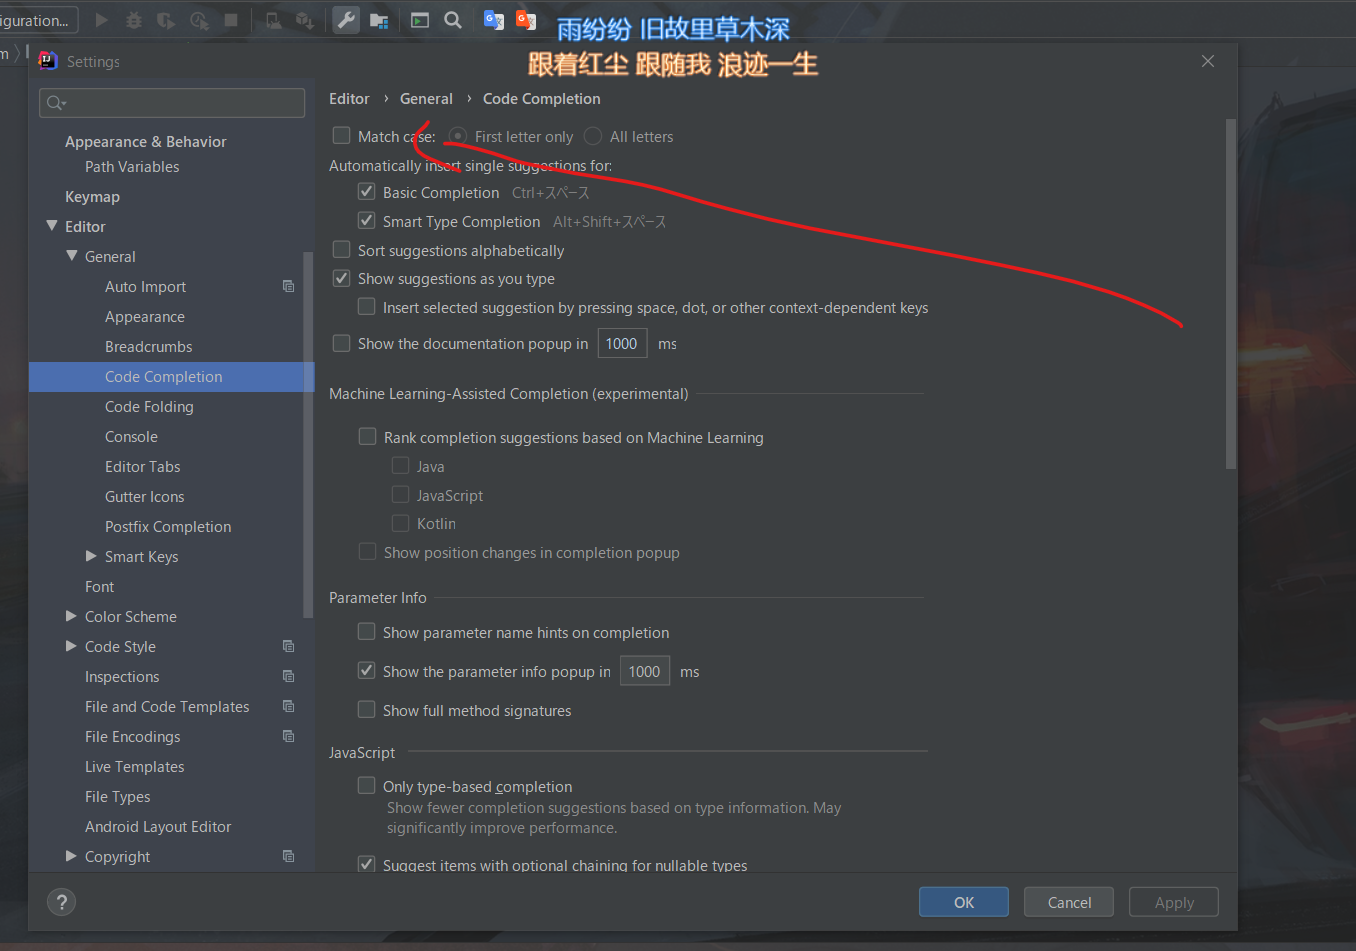 iguration...
雨纷纷 旧故里草木深
跟着红尘 跟随我 浪迹一生
m
Settings
Appearance & Behavior
Path Variables
Keymap
Editor
General
Auto Import
Appearance
Breadcrumbs
Code Completion
Code Folding
Console
Editor Tabs
Gutter Icons
Postfix Completion
Smart Keys
Font
Color Scheme
Code Style
Inspections
File and Code Templates
File Encodings
Live Templates
File Types
Android Layout Editor
Copyright
Editor › General › Code Completion
Match case: First letter only All letters
Automatically insert single suggestions for:
Basic Completion Ctrl+スペース
Smart Type Completion Alt+Shift+スペース
Sort suggestions alphabetically
Show suggestions as you type
Insert selected suggestion by pressing space, dot, or other context-dependent keys
Show the documentation popup in 1000 ms
Machine Learning-Assisted Completion (experimental)
Rank completion suggestions based on Machine Learning
Java
JavaScript
Kotlin
Show position changes in completion popup
Parameter Info
Show parameter name hints on completion
Show the parameter info popup in 1000 ms
Show full method signatures
JavaScript
Only type-based completion
Show fewer completion suggestions based on type information. May
significantly improve performance.
Suggest items with optional chaining for nullable types
?
OK Cancel Apply